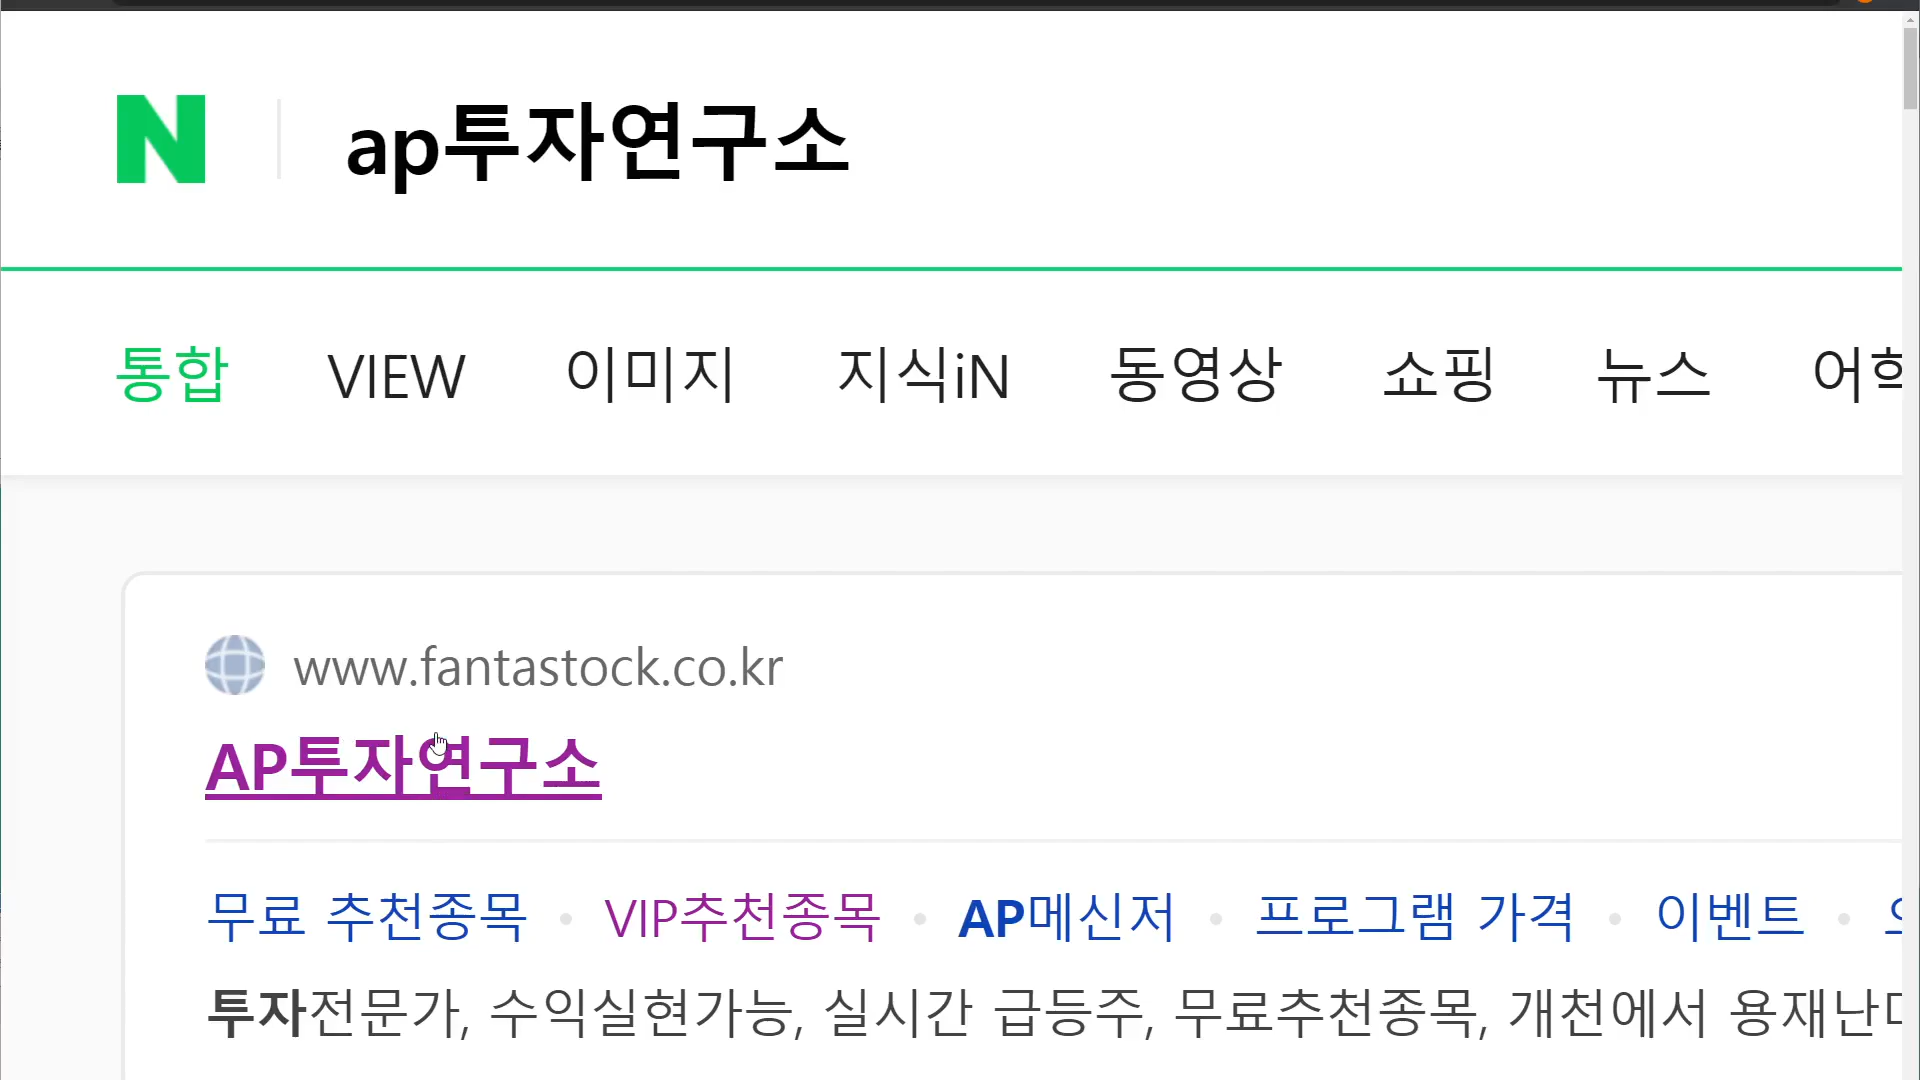 N ap투자연구소
통합 VIEW 이미지 지식iN 동영상 쇼핑 뉴스
www.fantastock.co.kr
AP투자연구소
무료 추천종목 · VIP추천종목 · AP메신저 · 프로그램 가격 · 이벤트 ·
투자전문가, 수익실현가능, 실시간 급등주, 무료추천종목, 개천에서